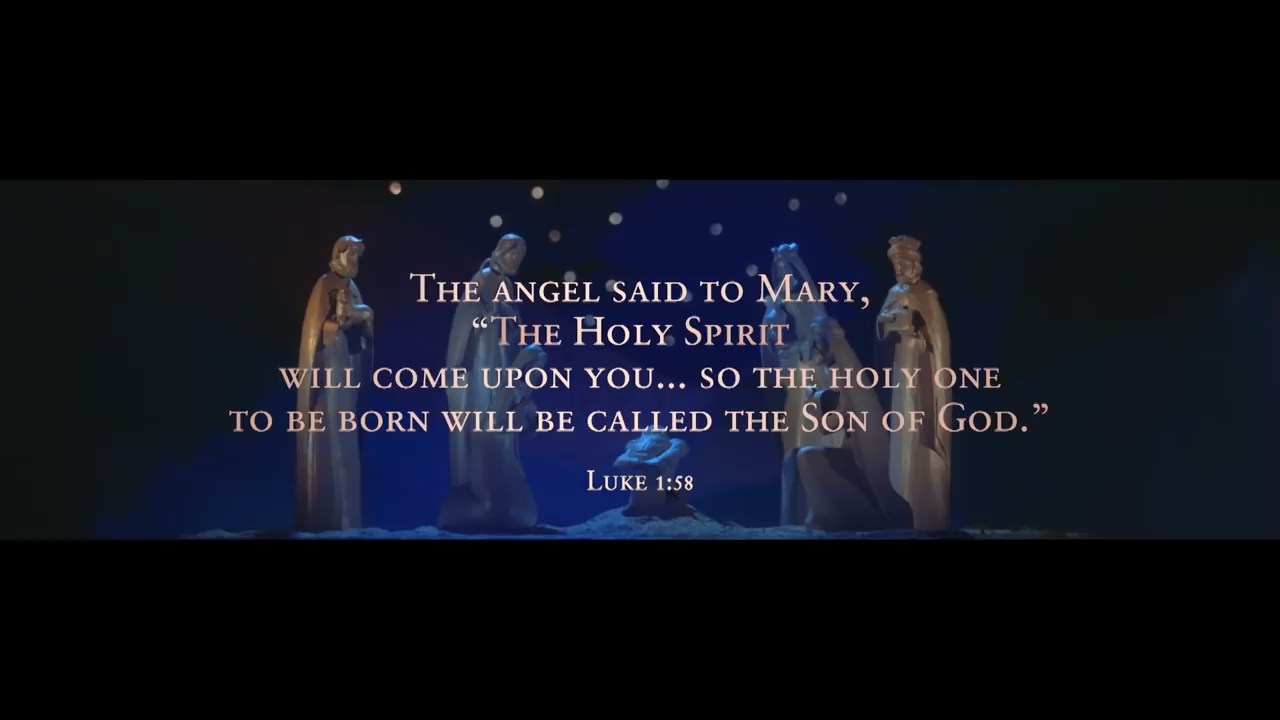 The angel said to Mary,
“The Holy Spirit
will come upon you... so the holy one
to be born will be called the Son of God.”
Luke 1:58